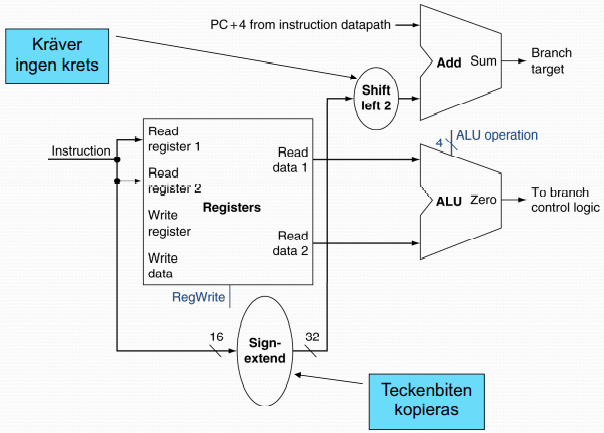 Kräver
ingen krets
PC+4 from instruction datapath
Add Sum
Branch
target
Shift
left 2
Instruction
Read
register 1
Read
register 2
Write
register
Write
data
Registers
Read
data 1
Read
data 2
RegWrite
4
ALU operation
ALU Zero
To branch
control logic
16
Sign-
extend
32
Teckenbiten
kopieras